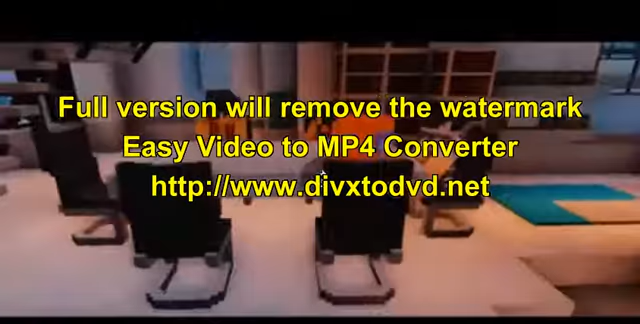 Full version will remove the watermark
Easy Video to MP4 Converter
http://www.divxtodvd.net